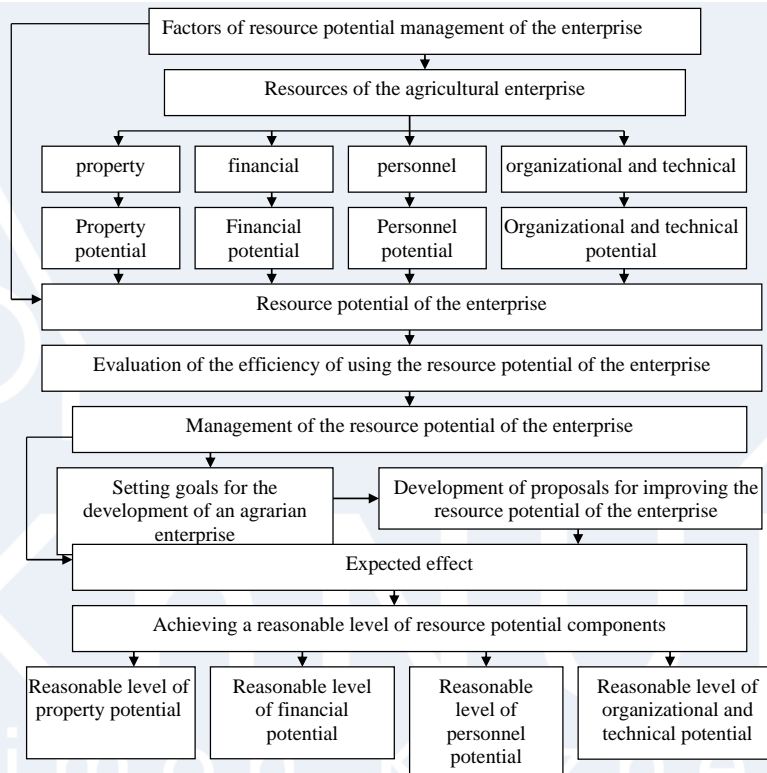 Factors of resource potential management of the enterprise
Resources of the agricultural enterprise
property
financial
personnel
organizational and technical
Property
potential
Financial
potential
Personnel
potential
Organizational and technical
potential
Resource potential of the enterprise
Evaluation of the efficiency of using the resource potential of the enterprise
Management of the resource potential of the enterprise
Setting goals for the
development of an agrarian
enterprise
Development of proposals for improving the
resource potential of the enterprise
Expected effect
Achieving a reasonable level of resource potential components
Reasonable level of
property potential
Reasonable level
of financial
potential
Reasonable
level of
personnel
potential
Reasonable level of
organizational and
technical potential